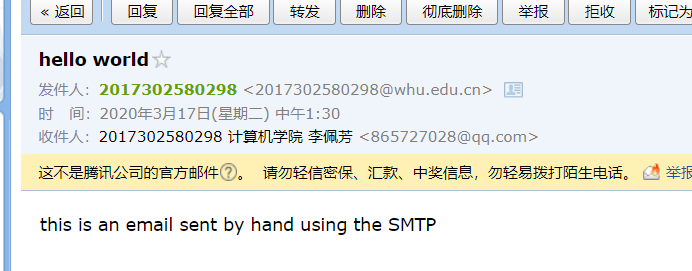 « 返回 回复 回复全部 转发 删除 彻底删除 举报 拒收 标记为
hello world
发件人：2017302580298 <2017302580298@whu.edu.cn>
时　间：2020年3月17日(星期二) 中午1:30
收件人：2017302580298 计算机学院 李佩芳 <865727028@qq.com>
这不是腾讯公司的官方邮件?。 请勿轻信密保、汇款、中奖信息，勿轻易拨打陌生电话。 举报
this is an email sent by hand using the SMTP